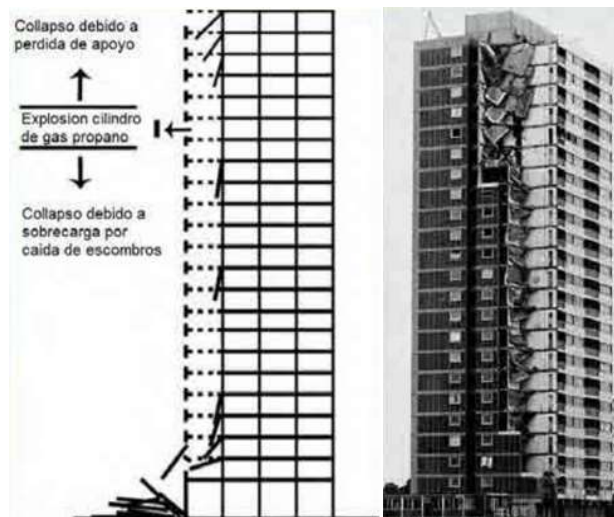 Collapso debido a
perdida de apoyo
Explosion cilindro
de gas propano
Collapso debido a
sobrecarga por
caida de escombros